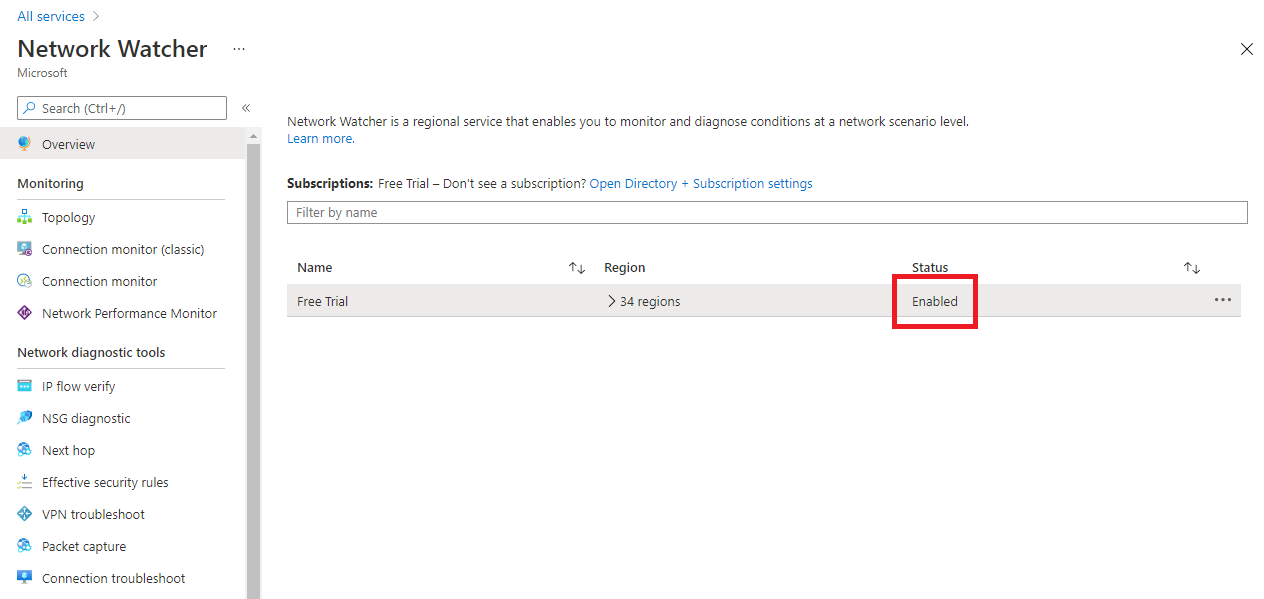 All services
Network Watcher ...
Microsoft
Search (Ctrl+/)
Overview
Monitoring
Topology
Connection monitor (classic)
Connection monitor
Network Performance Monitor
Network diagnostic tools
IP flow verify
NSG diagnostic
Next hop
Effective security rules
VPN troubleshoot
Packet capture
Connection troubleshoot
Network Watcher is a regional service that enables you to monitor and diagnose conditions at a network scenario level.
Learn more.
Subscriptions: Free Trial – Don't see a subscription? Open Directory + Subscription settings
Filter by name
Name Region Status
Free Trial 34 regions Enabled